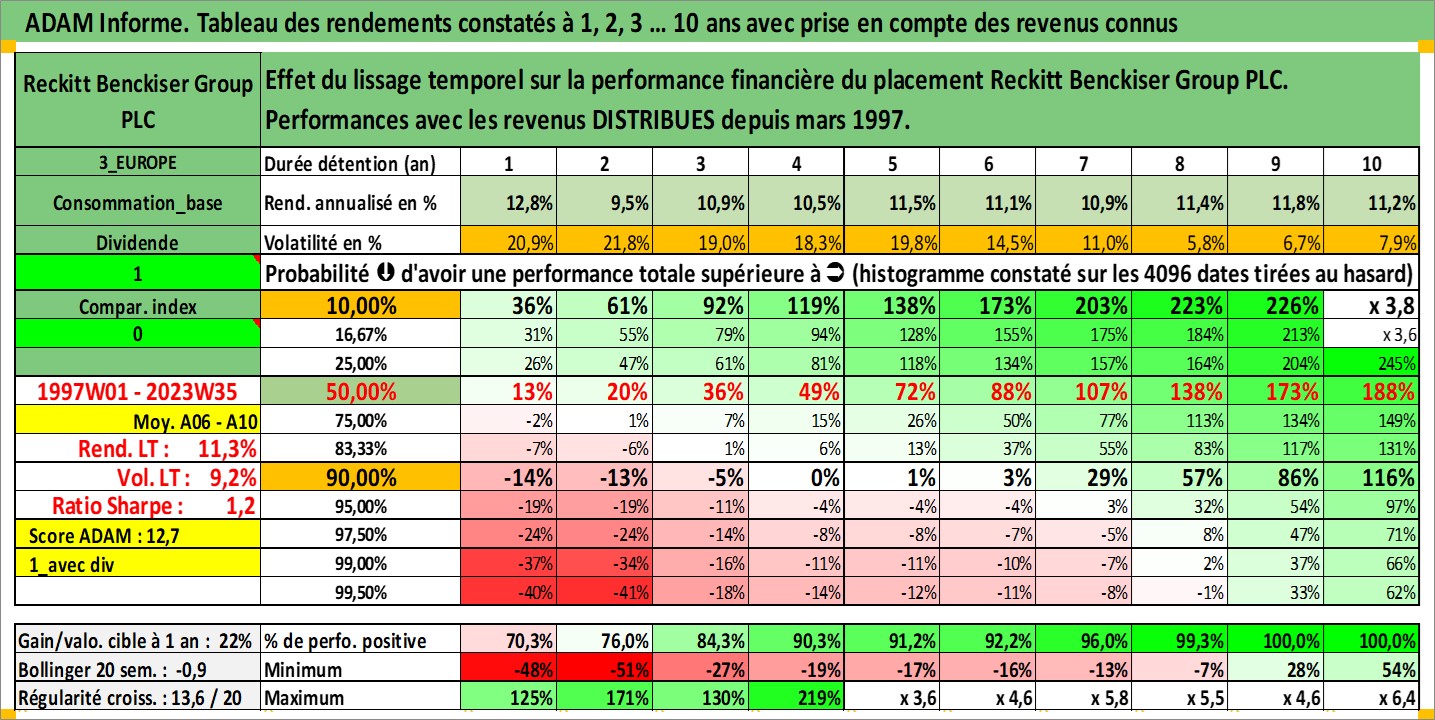 ADAM Informe. Tableau des rendements constatés à 1, 2, 3 ... 10 ans avec prise en compte des revenus connus
Reckitt Benckiser Group PLC
Effet du lissage temporel sur la performance financière du placement Reckitt Benckiser Group PLC.
Performances avec les revenus DISTRIBUES depuis mars 1997.
3_EUROPE Durée détention (an) 1 2 3 4 5 6 7 8 9 10
Consommation_base Rend. annualisé en % 12,8% 9,5% 10,9% 10,5% 11,5% 11,1% 10,9% 11,4% 11,8% 11,2%
Dividende Volatilité en % 20,9% 21,8% 19,0% 18,3% 19,8% 14,5% 11,0% 5,8% 6,7% 7,9%
1 Probabilité d'avoir une performance totale supérieure à (histogramme constaté sur les 4096 dates tirées au hasard)
Compar. index 10,00% 36% 61% 92% 119% 138% 173% 203% 223% 226% x 3,8
0 16,67% 31% 55% 79% 94% 128% 155% 175% 184% 213% x 3,6
25,00% 26% 47% 61% 81% 118% 134% 157% 164% 204% 245%
1997W01 - 2023W35 50,00% 13% 20% 36% 49% 72% 88% 107% 138% 173% 188%
Moy. A06 - A10 75,00% -2% 1% 7% 15% 26% 50% 77% 113% 134% 149%
Rend. LT : 11,3% 83,33% -7% -6% 1% 6% 13% 37% 55% 83% 117% 131%
Vol. LT : 9,2% 90,00% -14% -13% -5% 0% 1% 3% 29% 57% 86% 116%
Ratio Sharpe : 1,2 95,00% -19% -19% -11% -4% -4% -4% 3% 32% 54% 97%
Score ADAM : 12,7 97,50% -24% -24% -14% -8% -8% -7% -5% 8% 47% 71%
1_avec div 99,00% -37% -34% -16% -11% -11% -10% -7% 2% 37% 66%
99,50% -40% -41% -18% -14% -12% -11% -8% -1% 33% 62%
Gain/valo. cible à 1 an : 22% % de perfo. positive 70,3% 76,0% 84,3% 90,3% 91,2% 92,2% 96,0% 99,3% 100,0% 100,0%
Bollinger 20 sem. : -0,9 Minimum -48% -51% -27% -19% -17% -16% -13% -7% 28% 54%
Régularité croiss. : 13,6 / 20 Maximum 125% 171% 130% 219% x 3,6 x 4,6 x 5,8 x 5,5 x 4,6 x 6,4